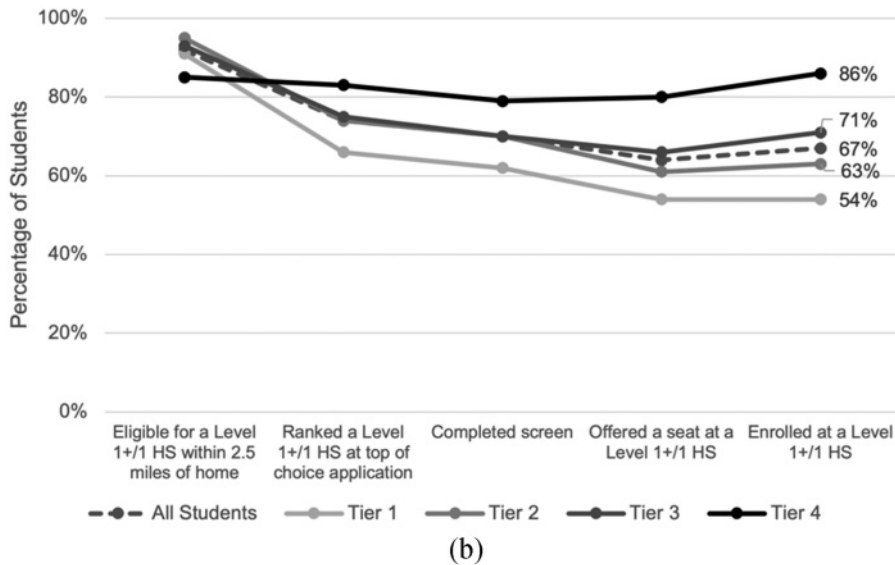 100%
80%
60%
40%
20%
0%
Percentage of Students
86%
71%
67%
63%
54%
Eligible for a Level
1+/1 HS within 2.5
miles of home
Ranked a Level
1+/1 HS at top of
choice application
Completed screen
Offered a seat at a
Level 1+/1 HS
Enrolled at a Level
1+/1 HS
All Students
Tier 1
Tier 2
Tier 3
Tier 4
(b)